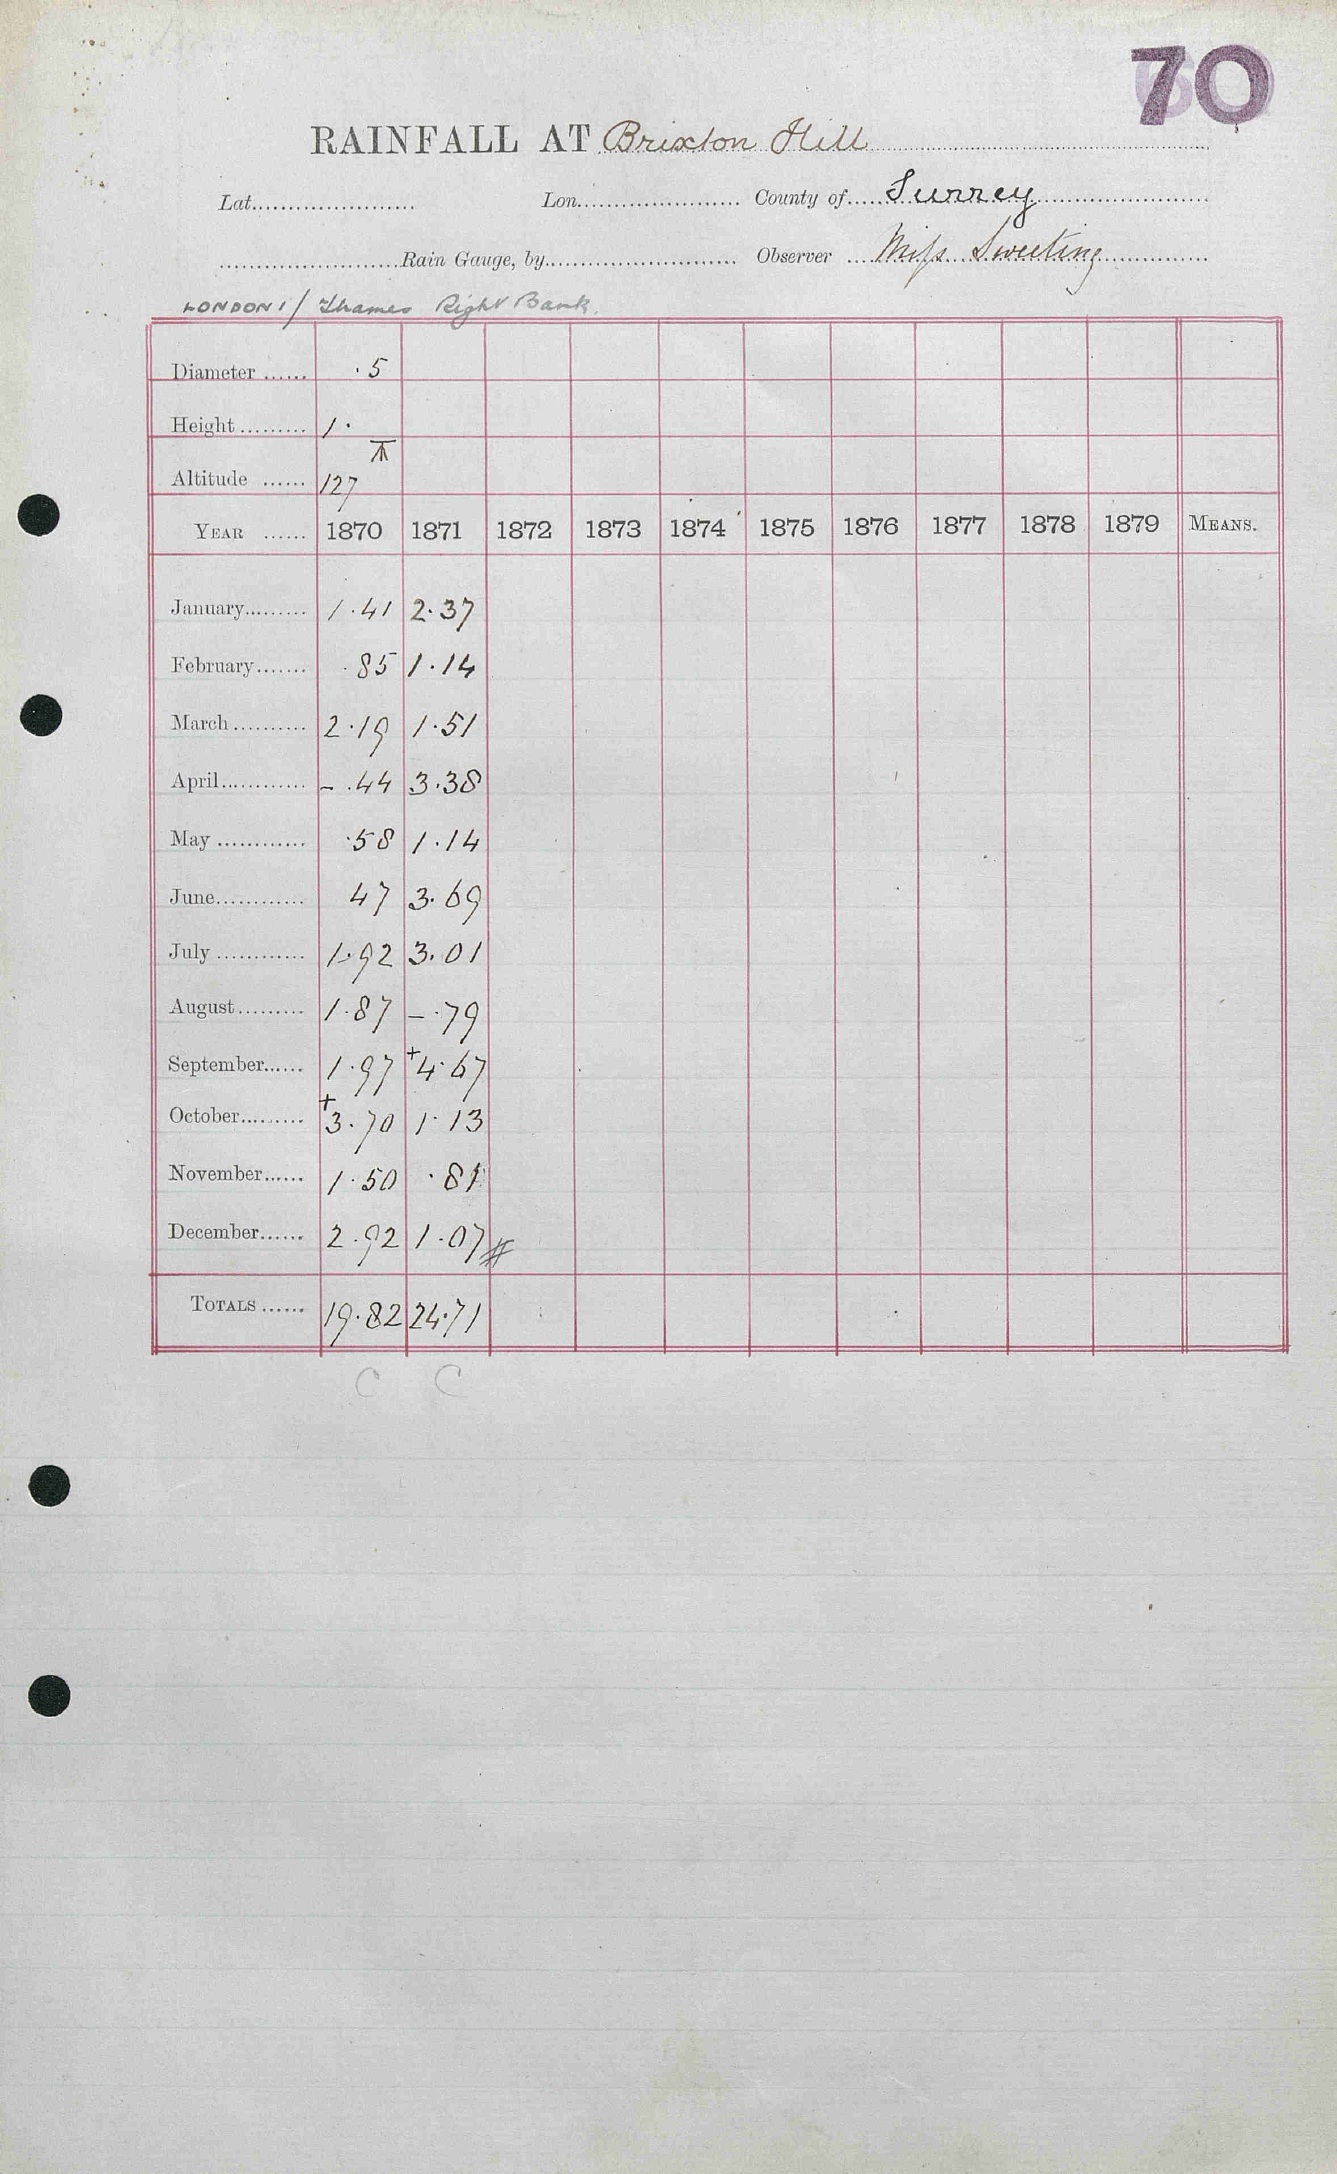 70
RAINFALL AT Brixton Hill
Lat...................... Lon...................... County of..... Surrey
.........................Rain Gauge, by.......................... Observer .... Miss Sweeting
LONDON 1/ Thames Right Bank.
Diameter ...... .5
Height ......... 1.
Altitude ...... 127
YEAR ...... 1870 1871 1872 1873 1874 1875 1876 1877 1878 1879 MEANS.
January......... 1.41 2.37
February....... .85 1.14
March.......... 2.19 1.51
April............ - .44 3.38
May ............ .58 1.14
June............ 47 3.69
July ............ 1.92 3.01
August......... 1.87 - .79
September...... 1.97 +4.67
October......... +3.70 1.13
November...... 1.50 .81
December...... 2.92 1.07 #
TOTALS ...... 19.82 24.71
C C